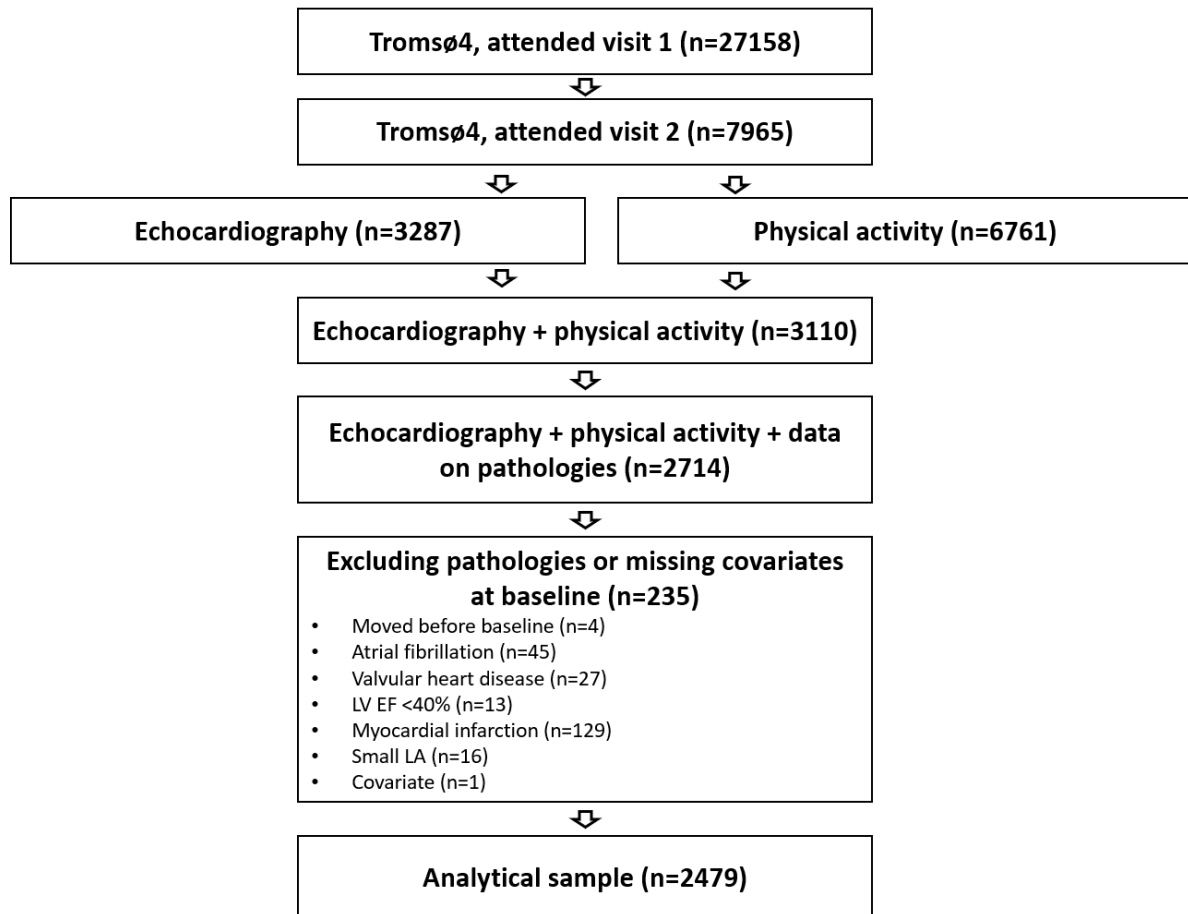 Tromsø4, attended visit 1 (n=27158)
Tromsø4, attended visit 2 (n=7965)
Echocardiography (n=3287)
Physical activity (n=6761)
Echocardiography + physical activity (n=3110)
Echocardiography + physical activity + data
on pathologies (n=2714)
Excluding pathologies or missing covariates
at baseline (n=235)
• Moved before baseline (n=4)
• Atrial fibrillation (n=45)
• Valvular heart disease (n=27)
• LV EF <40% (n=13)
• Myocardial infarction (n=129)
• Small LA (n=16)
• Covariate (n=1)
Analytical sample (n=2479)